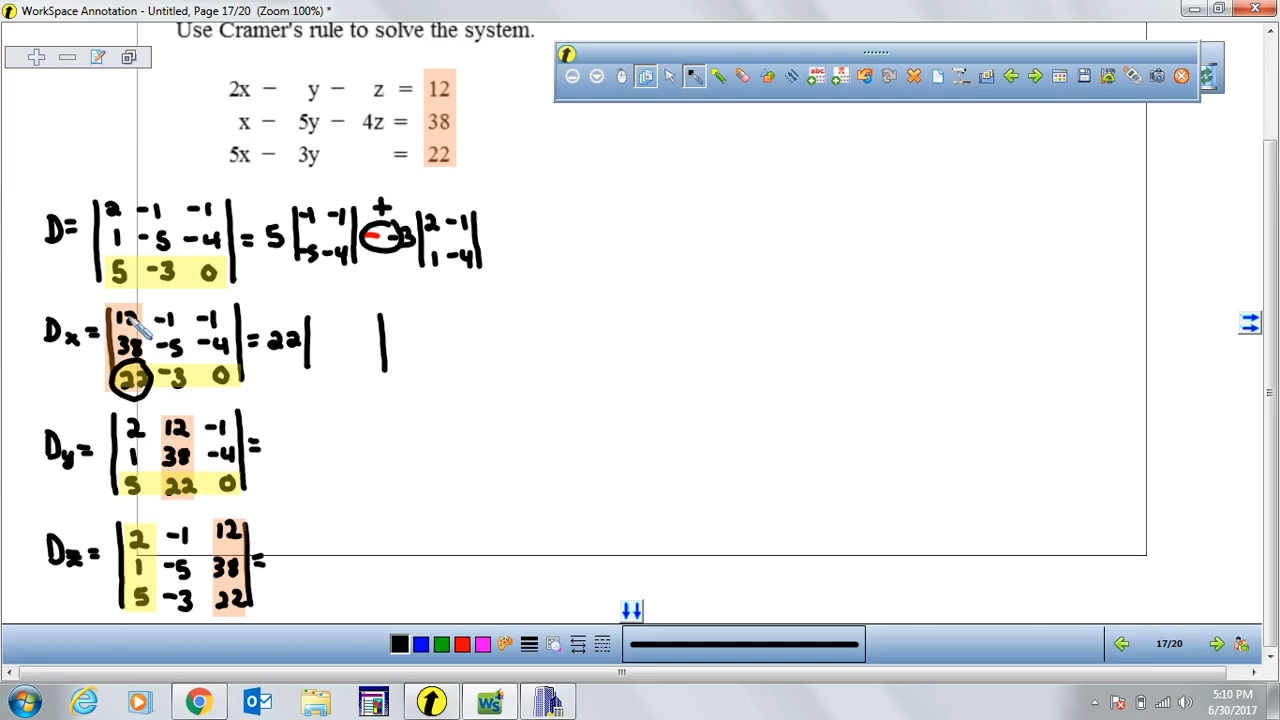 WorkSpace Annotation - Untitled, Page 17/20 (Zoom 100%) *
Use Cramer's rule to solve the system.
2x − y − z = 12
x − 5y − 4z = 38
5x − 3y = 22
D= | 2 -1 -1 | = 5 | -1 -1 | + - -3 | 2 -1 |
| 1 -5 -4 | | -5 -4 | | 1 -4 |
| 5 -3 0 |
Dx = | 12 -1 -1 | = 22 | |
| 38 -5 -4 |
| 22 -3 0 |
Dy = | 2 12 -1 | =
| 1 38 -4 |
| 5 22 0 |
Dz = | 2 -1 12 | =
| 1 -5 38 |
| 5 -3 22 |
17/20
5:10 PM
6/30/2017